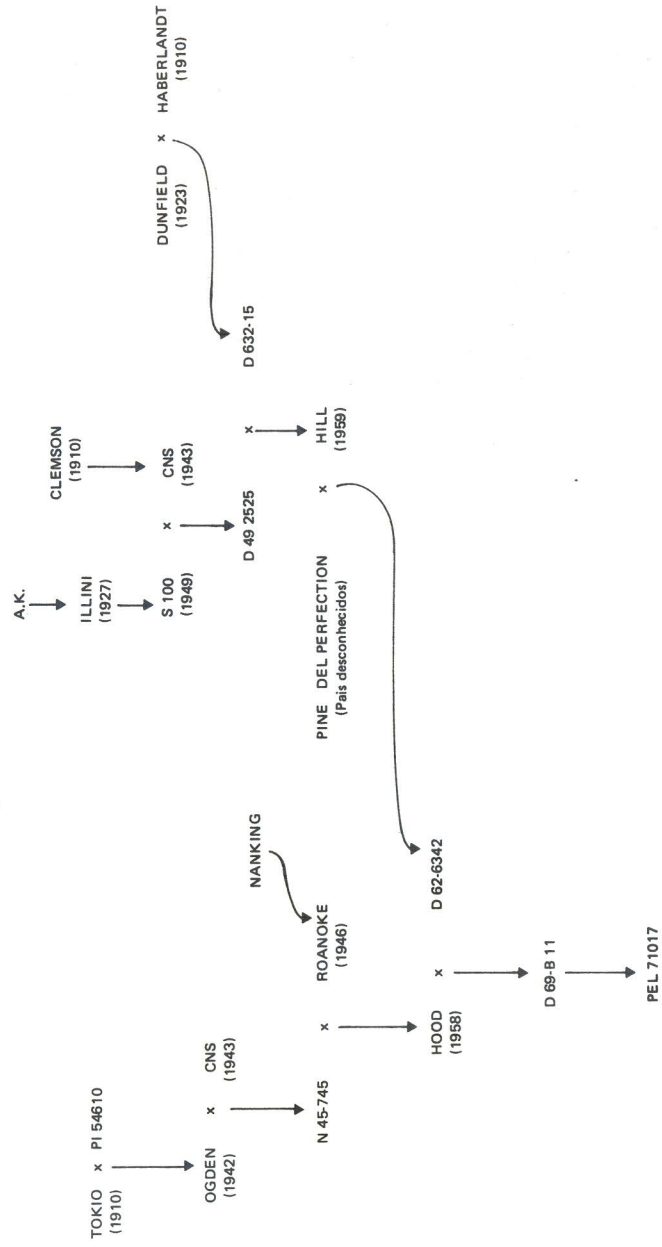 A.K.
ILLINI
(1927)
CLEMSON
(1910)
TOKIO x PI 54610
(1910)
S 100
(1949)
x
CNS
(1943)
DUNFIELD x HABERLANDT
(1923)
(1910)
OGDEN
(1942)
x
CNS
(1943)
NANKING
D 49 2525
x
D 632-15
N 45-745
x
ROANOKE
(1946)
PINE DEL PERFECTION
(Pais desconhecidos)
x
HILL
(1959)
HOOD
(1958)
x
D 62-6342
D 69-B 11
PEL 71017